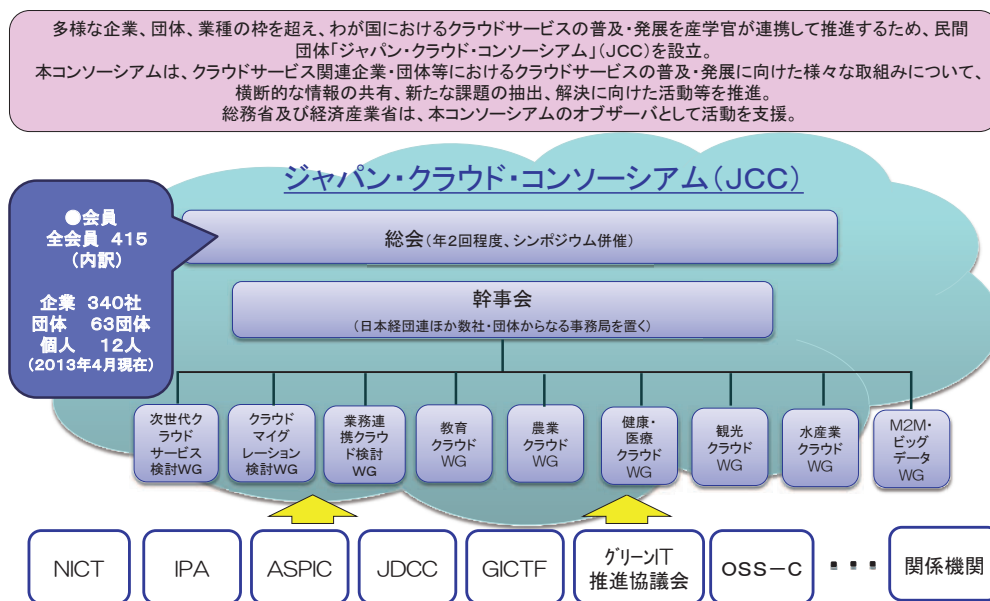 多様な企業、団体、業種の枠を超え、わが国におけるクラウドサービスの普及・発展を産学官が連携して推進するため、民間
団体「ジャパン・クラウド・コンソーシアム」(JCC)を設立。
本コンソーシアムは、クラウドサービス関連企業・団体等におけるクラウドサービスの普及・発展に向けた様々な取組みについて、
横断的な情報の共有、新たな課題の抽出、解決に向けた活動等を推進。
総務省及び経済産業省は、本コンソーシアムのオブザーバとして活動を支援。
ジャパン・クラウド・コンソーシアム(JCC)
●会員
全会員 415
(内訳)
企業 340社
団体 63団体
個人 12人
(2013年4月現在)
総会(年2回程度、シンポジウム併催)
幹事会
(日本経団連ほか数社・団体からなる事務局を置く)
次世代ク
ラウド
サービス
検討WG
クラウド
マイグ
レーション
検討WG
業務連
携クラウ
ド検討
WG
教育
クラウド
WG
農業
クラウド
WG
健康・
医療
クラウド
WG
観光
クラウド
WG
水産業
クラウド
WG
M2M・
ビッグ
データ
WG
NICT
IPA
ASPIC
JDCC
GICTF
グリーンIT
推進協議会
OSS-C
・・・
関係機関